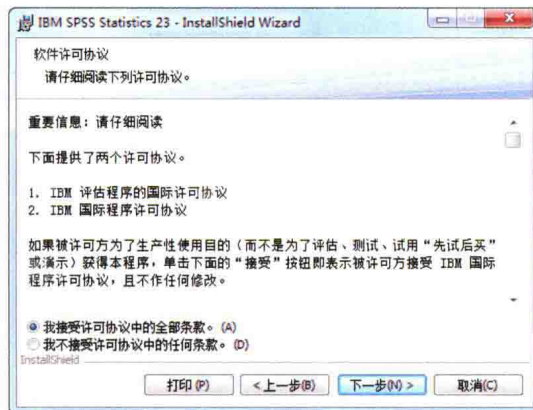 IBM SPSS Statistics 23 - InstallShield Wizard
软件许可协议
请仔细阅读下列许可协议。
重要信息：请仔细阅读
下面提供了两个许可协议。
1. IBM 评估程序的国际许可协议
2. IBM 国际程序许可协议
如果被许可方为了生产性使用目的（而不是为了评估、测试、试用“先试后买”
或演示）获得本程序，单击下面的“接受”按钮即表示被许可方接受 IBM 国际
程序许可协议，且不作任何修改。
我接受许可协议中的全部条款。(A)
我不接受许可协议中的任何条款。(D)
InstallShield
打印(P) <上一步(B) 下一步(N) > 取消(C)